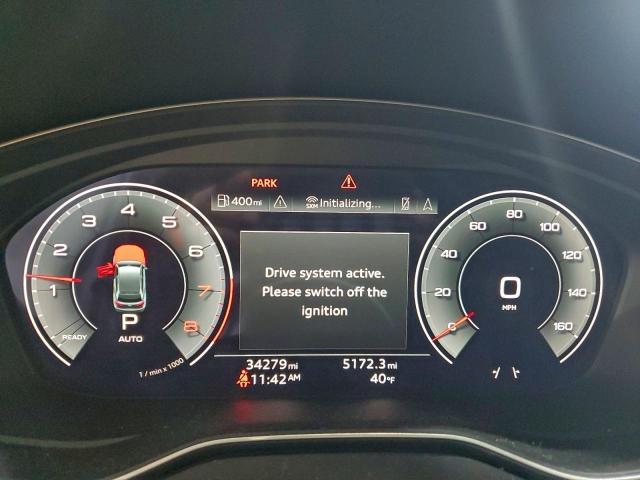 PARK
400 mi
SXM Initializing...
1
2
3
4
5
6
7
8
READY
P
AUTO
1 / min x 1000
Drive system active.
Please switch off the
ignition
0
20
40
60
80
100
120
140
160
0
MPH
34279 mi
5172.3 mi
11:42 AM
40°F